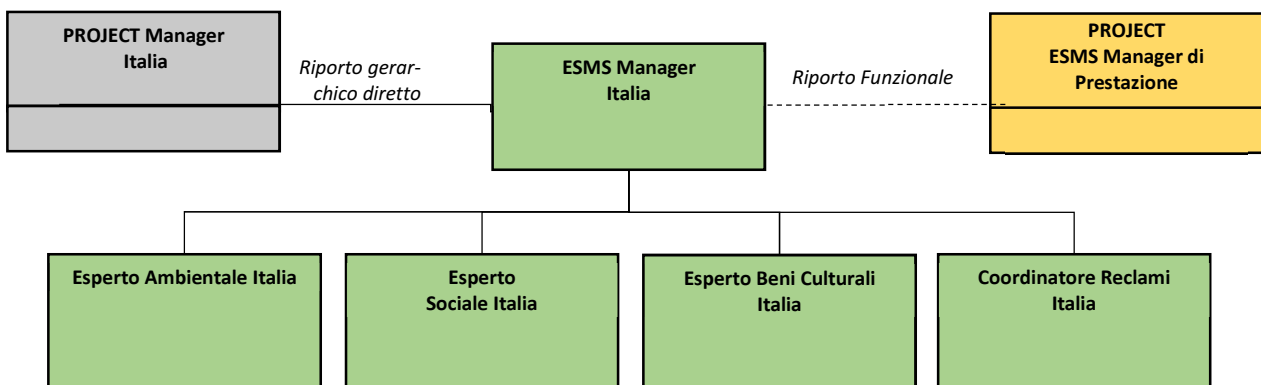 PROJECT Manager
Italia
Riporto gerar-
chico diretto
ESMS Manager
Italia
Riporto Funzionale
PROJECT
ESMS Manager di
Prestazione
Esperto Ambientale Italia
Esperto
Sociale Italia
Esperto Beni Culturali
Italia
Coordinatore Reclami
Italia